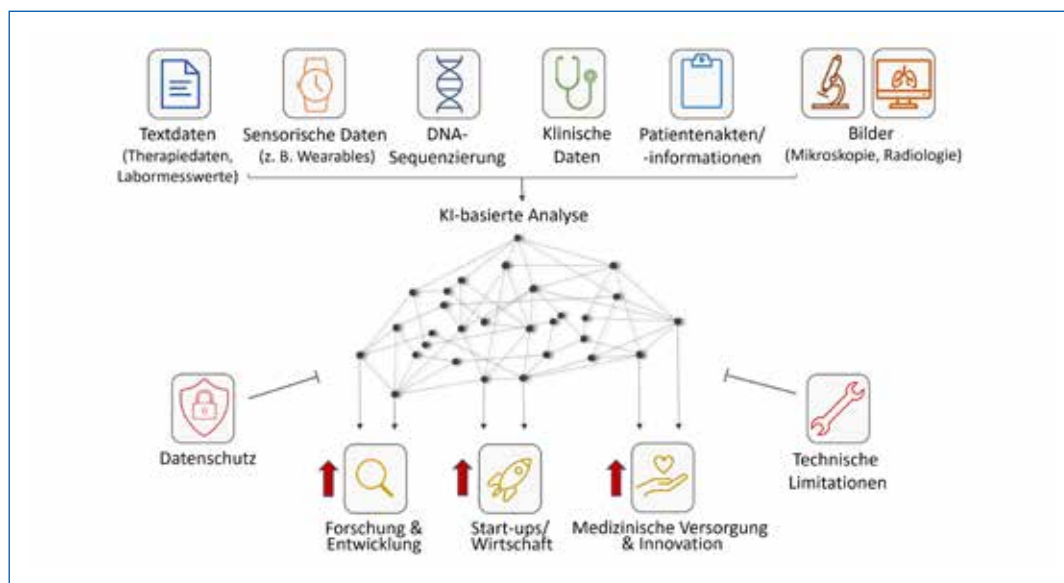 Textdaten
(Therapiedaten,
Labormesswerte)
Sensorische Daten
(z. B. Wearables)
DNA-
Sequenzierung
Klinische
Daten
Patientenakten/
-informationen
Bilder
(Mikroskopie, Radiologie)
KI-basierte Analyse
Datenschutz
Technische
Limitationen
Forschung &
Entwicklung
Start-ups/
Wirtschaft
Medizinische Versorgung
& Innovation